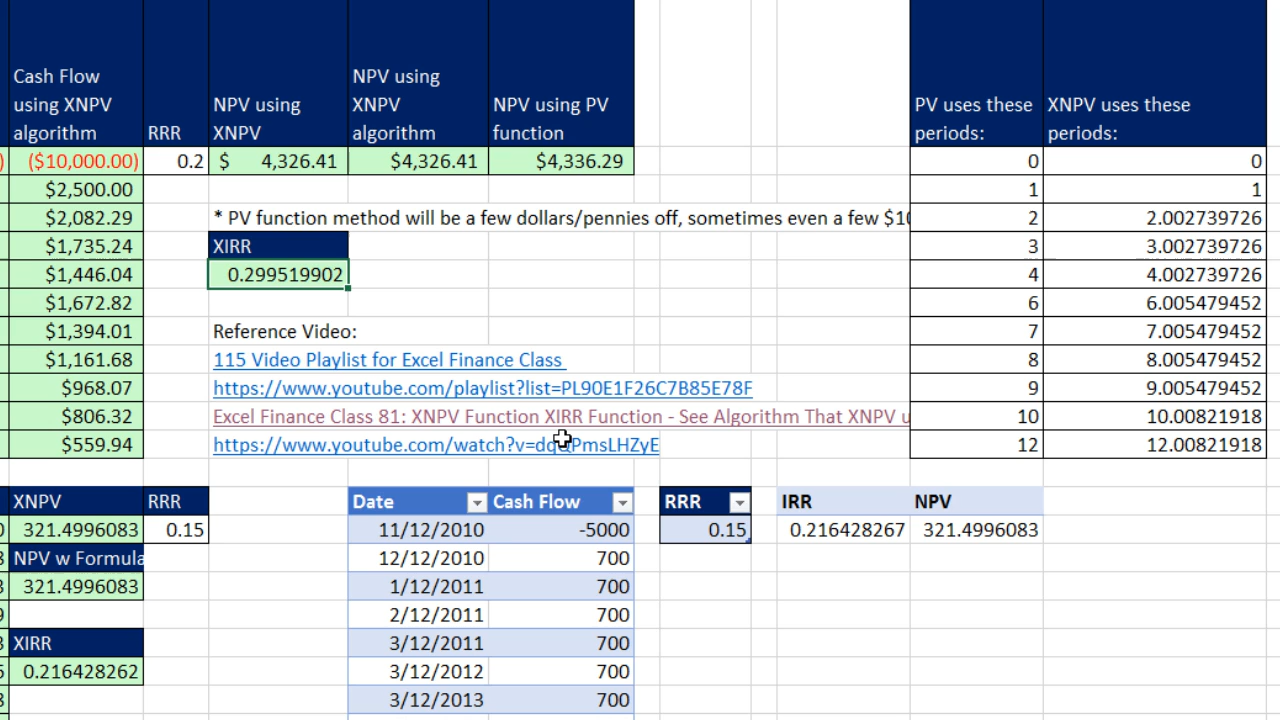 Cash Flow
using XNPV
algorithm
RRR
NPV using
XNPV
NPV using
XNPV
algorithm
NPV using PV
function
PV uses these
periods:
XNPV uses these
periods:
) ($10,000.00) 0.2 $ 4,326.41 $4,326.41 $4,336.29 0 0
$2,500.00 1 1
$2,082.29 * PV function method will be a few dollars/pennies off, sometimes even a few $10 2 2.002739726
$1,735.24 XIRR 3 3.002739726
$1,446.04 0.299519902 4 4.002739726
$1,672.82 6 6.005479452
$1,394.01 Reference Video: 7 7.005479452
$1,161.68 115 Video Playlist for Excel Finance Class 8 8.005479452
$968.07 https://www.youtube.com/playlist?list=PL90E1F26C7B85E78F 9 9.005479452
$806.32 Excel Finance Class 81: XNPV Function XIRR Function - See Algorithm That XNPV u 10 10.00821918
$559.94 https://www.youtube.com/watch?v= 12 12.00821918
XNPV RRR Date Cash Flow RRR IRR NPV
321.4996083 0.15 11/12/2010 -5000 0.15 0.216428267 321.4996083
NPV w Formula 12/12/2010 700
321.4996083 1/12/2011 700
2/12/2011 700
XIRR 3/12/2011 700
0.216428262 3/12/2012 700
3/12/2013 700